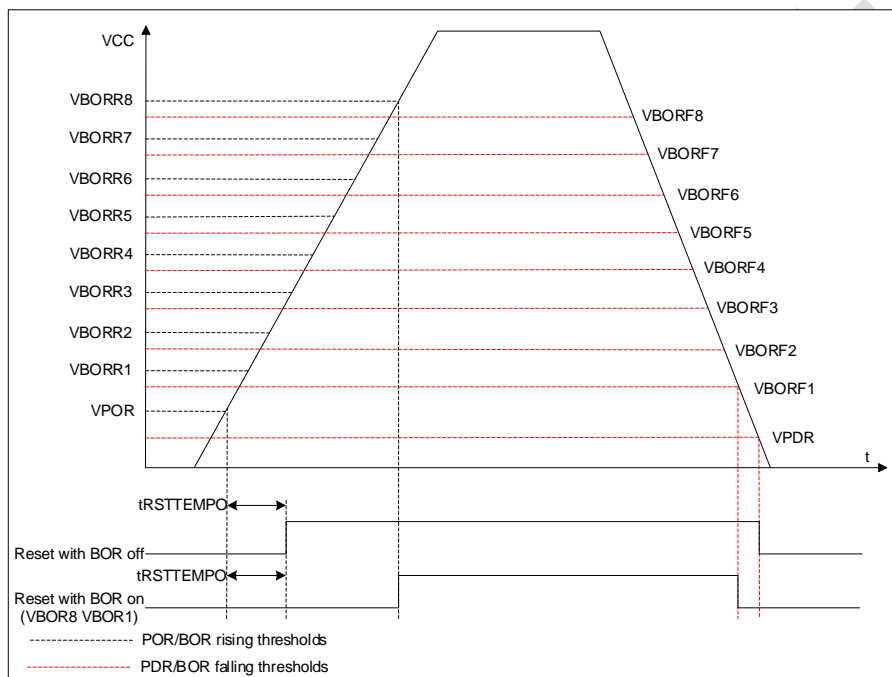 VCC
VBORR8
VBORF8
VBORR7
VBORF7
VBORR6
VBORF6
VBORR5
VBORF5
VBORR4
VBORF4
VBORR3
VBORF3
VBORR2
VBORF2
VBORR1
VBORF1
VPOR
VPDR
t
tRSTTEMPO
Reset with BOR off
tRSTTEMPO
Reset with BOR on
(VBOR8 VBOR1)
POR/BOR rising thresholds
PDR/BOR falling thresholds